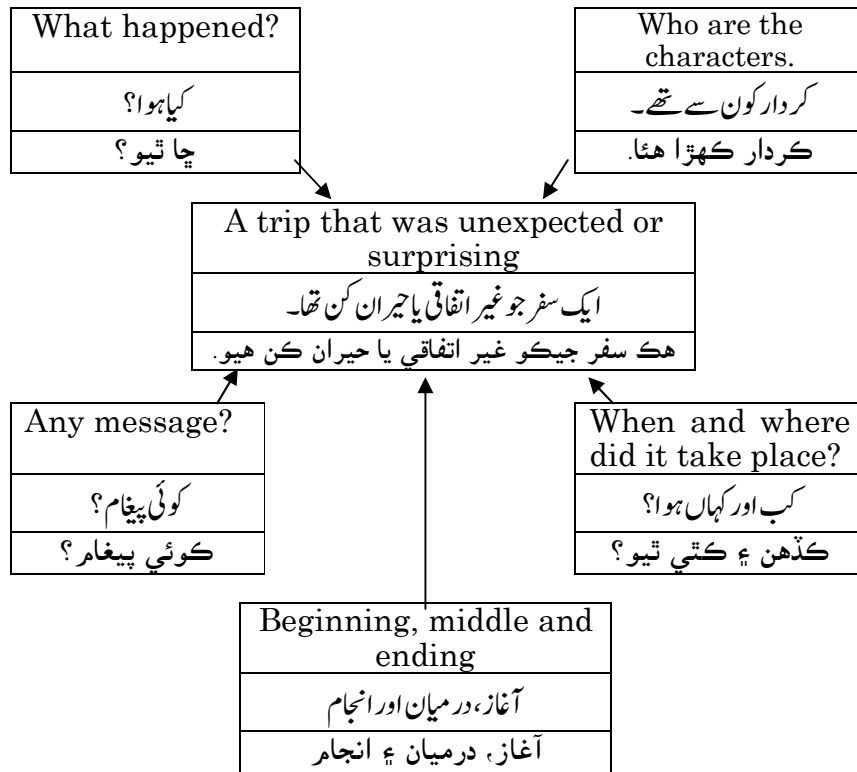 What happened?
کیا ہوا؟
ڇا ٿيو؟
Who are the
characters.
کردار کون سے تھے۔
ڪردار ڪهڙا هئا.
A trip that was unexpected or
surprising
ایک سفر جو غیر اتفاقی یا حیران کن تھا۔
هڪ سفر جيڪو غير اتفاقي يا حيران ڪن هيو.
Any message?
کوئی پیغام؟
ڪوئي پيغام؟
When and where
did it take place?
کب اور کہاں ہوا؟
ڪڏهن ۽ ڪٿي ٿيو؟
Beginning, middle and
ending
آغاز، درمیان اور انجام
آغاز، درميان ۽ انجام